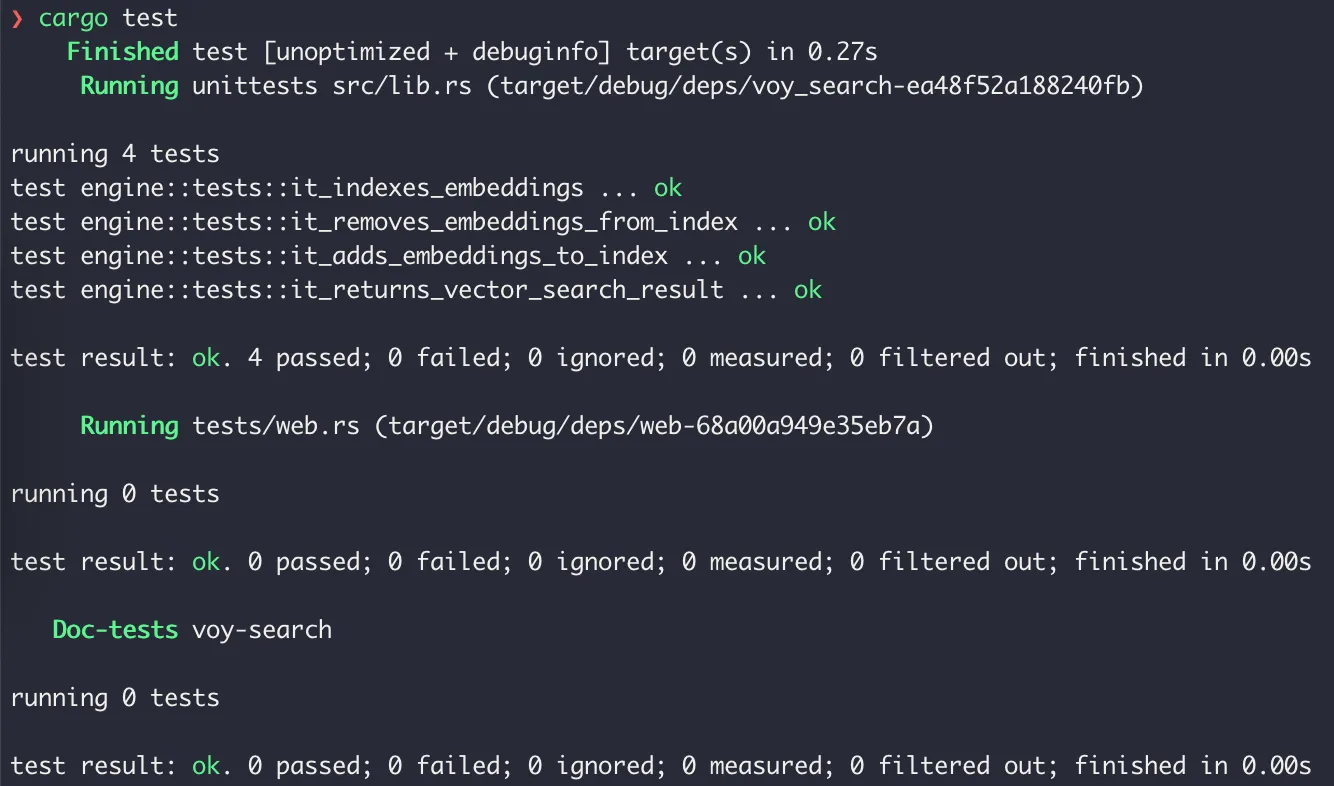 ❯ cargo test
Finished test [unoptimized + debuginfo] target(s) in 0.27s
Running unittests src/lib.rs (target/debug/deps/voy_search-ea48f52a188240fb)
running 4 tests
test engine::tests::it_indexes_embeddings ... ok
test engine::tests::it_removes_embeddings_from_index ... ok
test engine::tests::it_adds_embeddings_to_index ... ok
test engine::tests::it_returns_vector_search_result ... ok
test result: ok. 4 passed; 0 failed; 0 ignored; 0 measured; 0 filtered out; finished in 0.00s
Running tests/web.rs (target/debug/deps/web-68a00a949e35eb7a)
running 0 tests
test result: ok. 0 passed; 0 failed; 0 ignored; 0 measured; 0 filtered out; finished in 0.00s
Doc-tests voy-search
running 0 tests
test result: ok. 0 passed; 0 failed; 0 ignored; 0 measured; 0 filtered out; finished in 0.00s